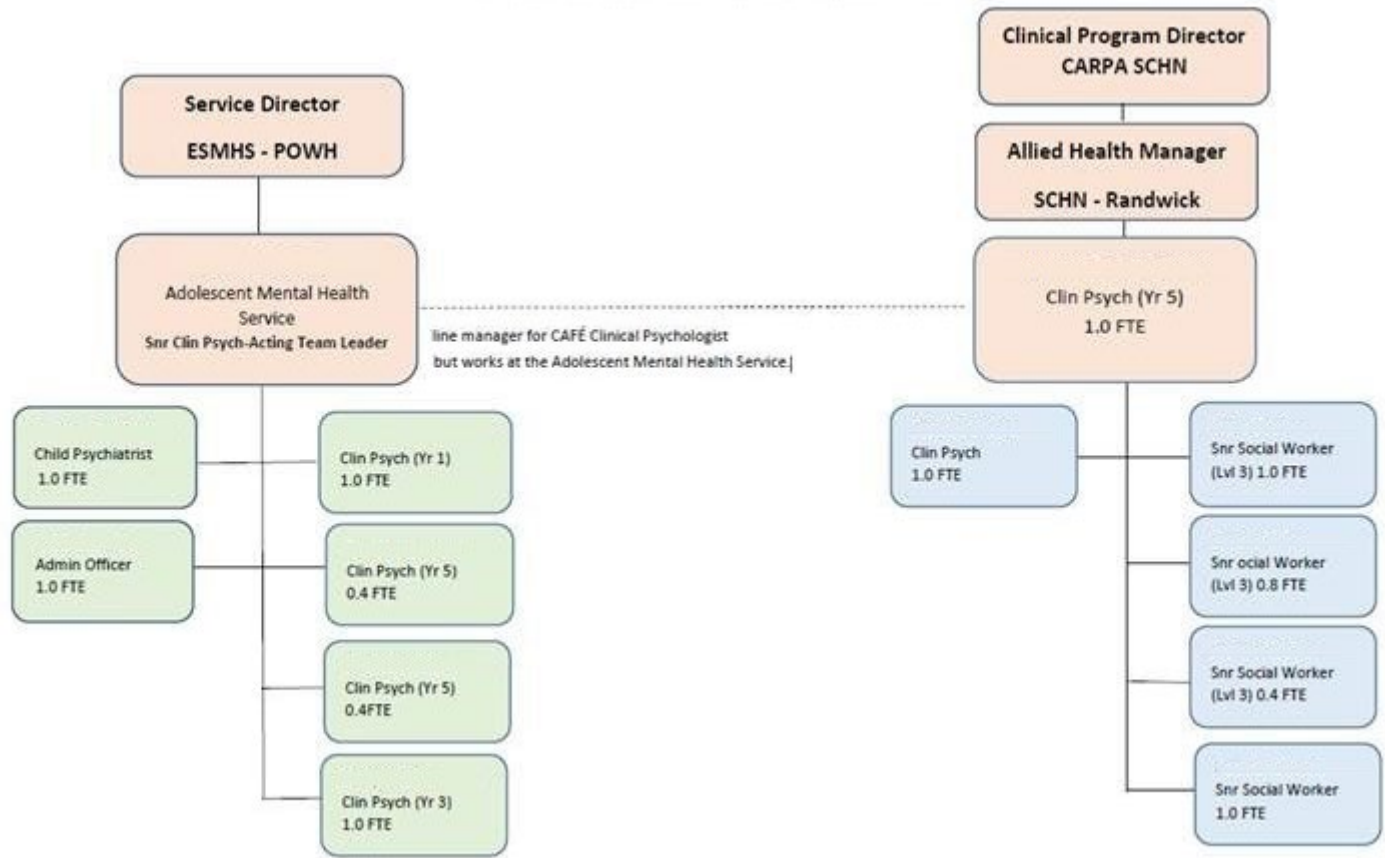 Clinical Program Director
CARPA SCHN
Service Director
ESMHS - POWH
Allied Health Manager
SCHN - Randwick
Adolescent Mental Health
Service
Snr Clin Psych-Acting Team Leader
line manager for CAFÉ Clinical Psychologist
but works at the Adolescent Mental Health Service.
Clin Psych (Yr 5)
1.0 FTE
Child Psychiatrist
1.0 FTE
Clin Psych (Yr 1)
1.0 FTE
Admin Officer
1.0 FTE
Clin Psych (Yr 5)
0.4 FTE
Clin Psych (Yr 5)
0.4FTE
Clin Psych (Yr 3)
1.0 FTE
Clin Psych
1.0 FTE
Snr Social Worker
(Lvl 3) 1.0 FTE
Snr ocial Worker
(Lvl 3) 0.8 FTE
Snr Social Worker
(Lvl 3) 0.4 FTE
Snr Social Worker
1.0 FTE